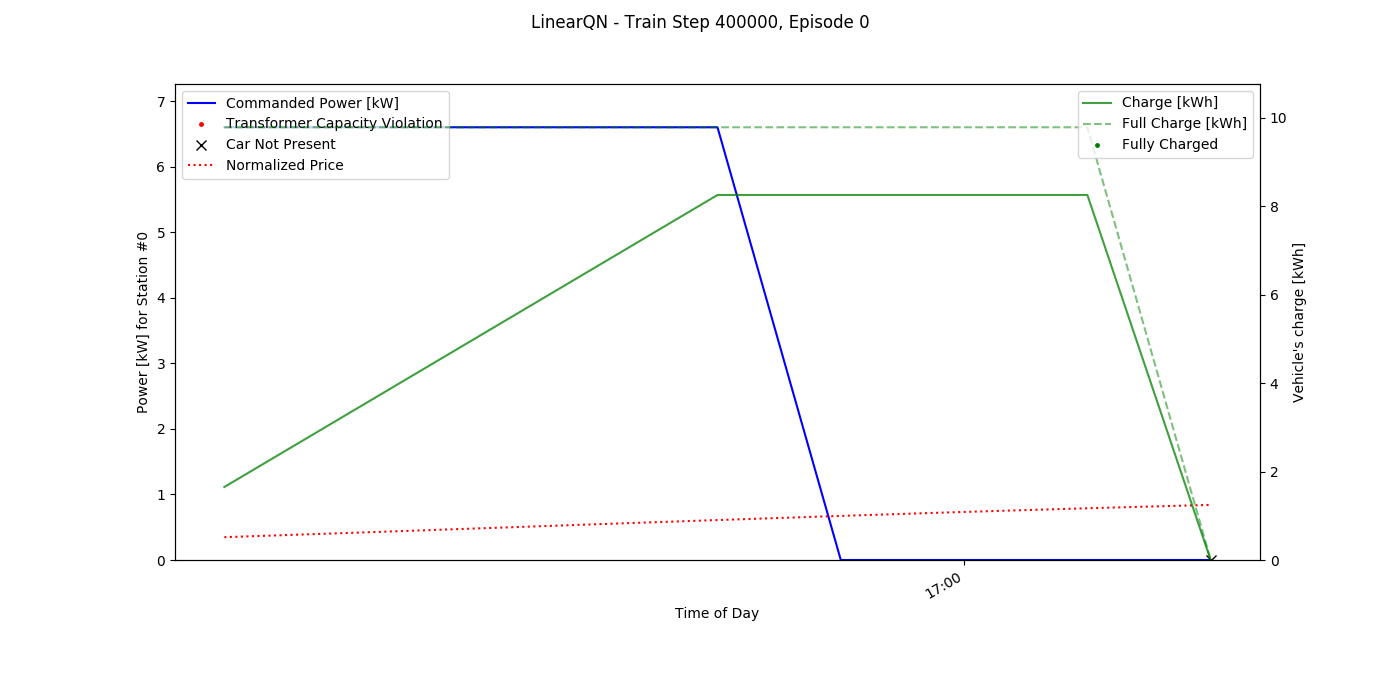 LinearQN - Train Step 400000, Episode 0
Commanded Power [kW]
Transformer Capacity Violation
Car Not Present
Normalized Price
Charge [kWh]
Full Charge [kWh]
Fully Charged
7
6
5
4
3
2
1
0
Power [kW] for Station #0
10
8
6
4
2
0
Vehicle's charge [kWh]
17:00
Time of Day